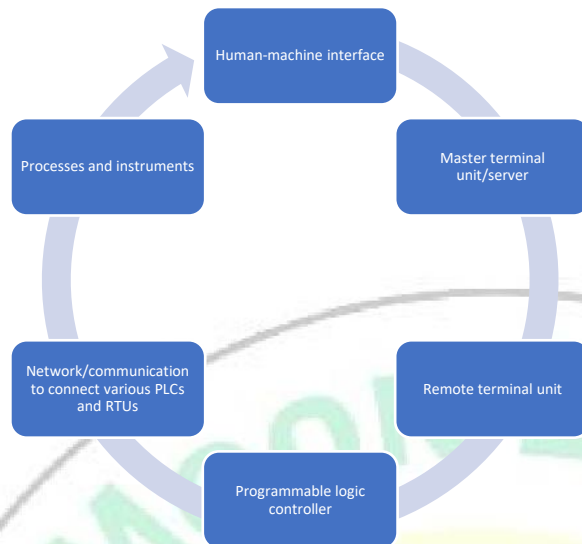 Human-machine interface
Master terminal
unit/server
Remote terminal unit
Programmable logic
controller
Network/communication
to connect various PLCs
and RTUs
Processes and instruments